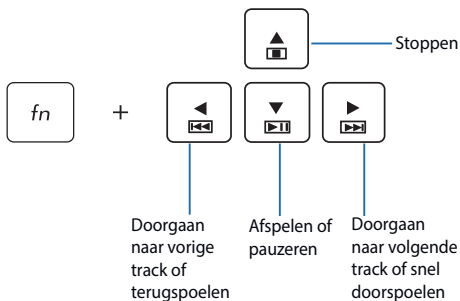 Stoppen
fn +
Doorgaan
naar vorige
track of
terugspoelen
Afspelen of
pauzeren
Doorgaan
naar volgende
track of snel
doorspoelen